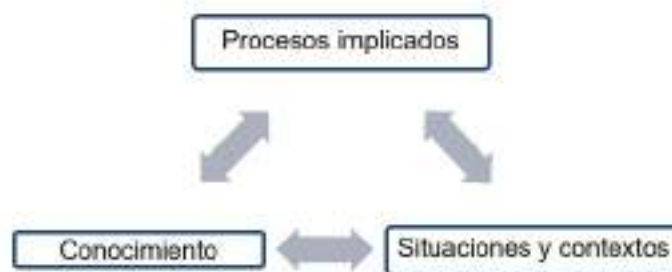 Procesos implicados
Conocimiento
Situaciones y contextos